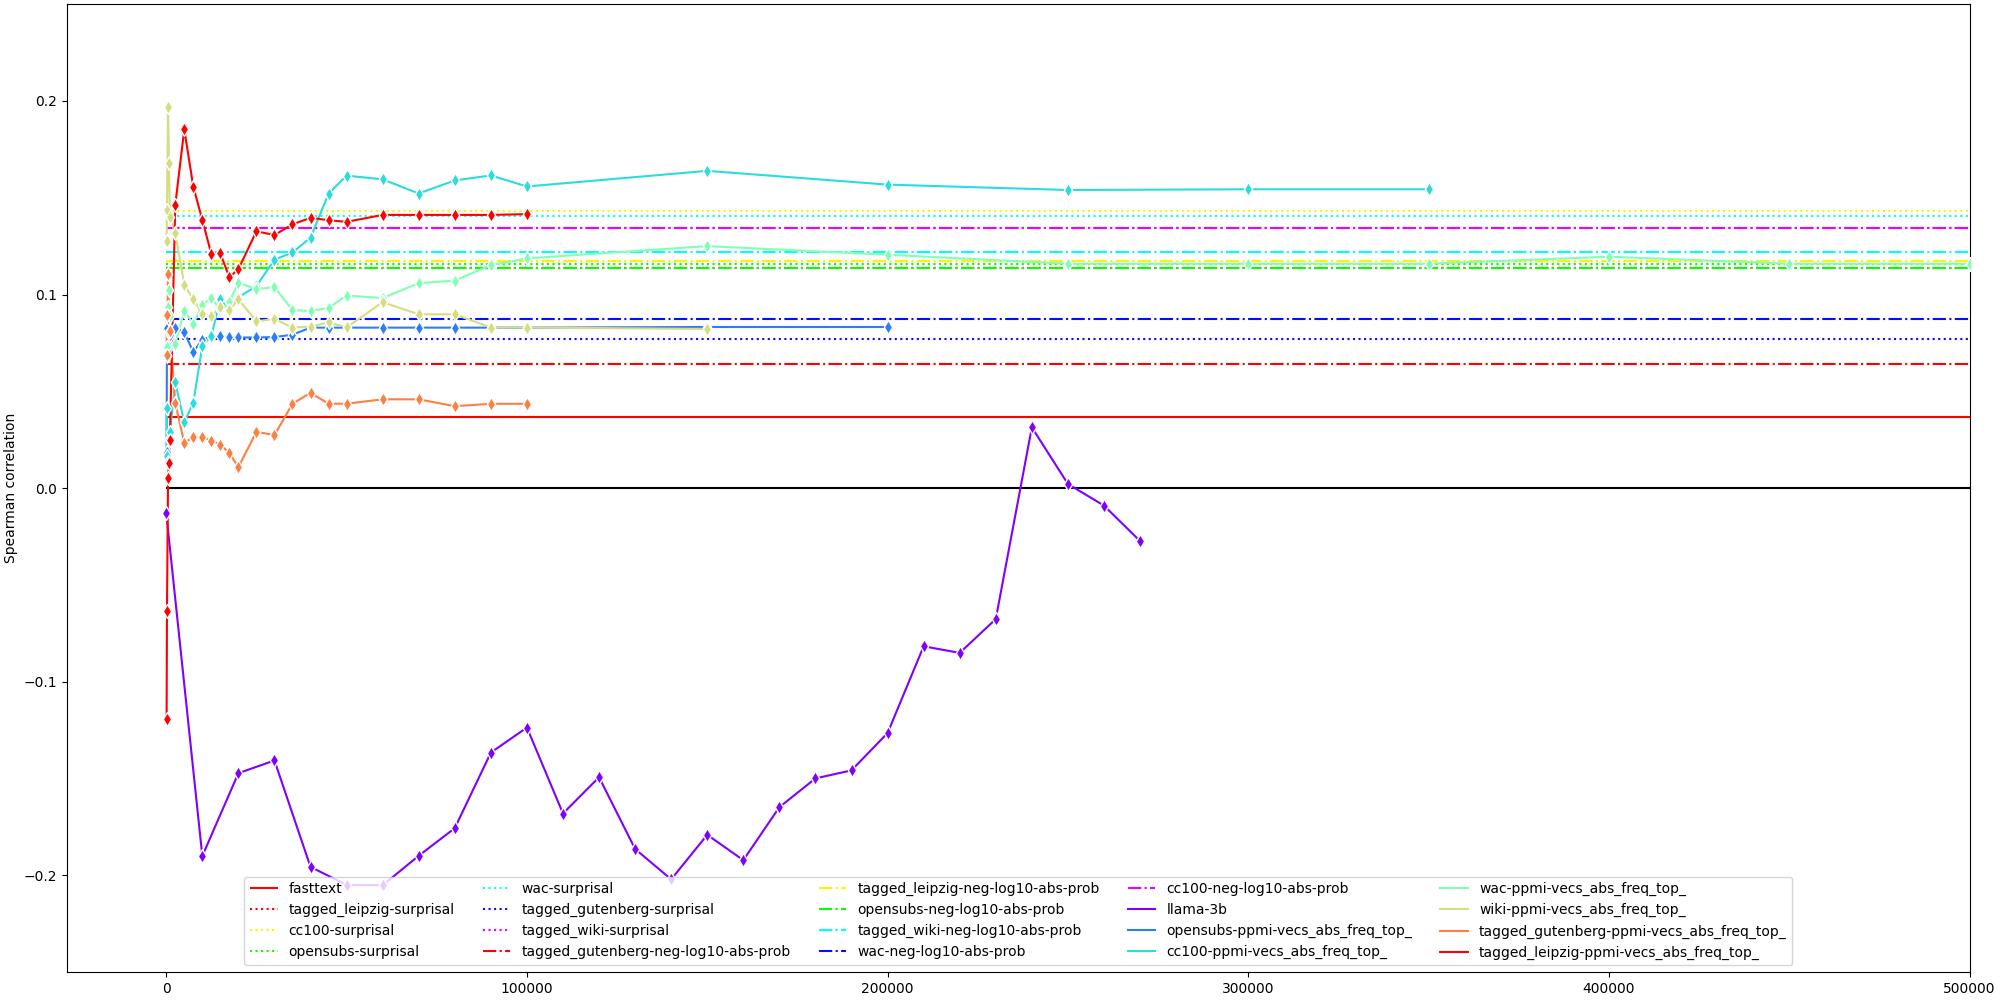 0.2
0.1
0.0
−0.1
−0.2
Spearman correlation
fasttext
tagged_leipzig-surprisal
cc100-surprisal
opensubs-surprisal
wac-surprisal
tagged_gutenberg-surprisal
tagged_wiki-surprisal
tagged_gutenberg-neg-log10-abs-prob
tagged_leipzig-neg-log10-abs-prob
opensubs-neg-log10-abs-prob
tagged_wiki-neg-log10-abs-prob
wac-neg-log10-abs-prob
cc100-neg-log10-abs-prob
llama-3b
opensubs-ppmi-vecs_abs_freq_top_
cc100-ppmi-vecs_abs_freq_top_
wac-ppmi-vecs_abs_freq_top_
wiki-ppmi-vecs_abs_freq_top_
tagged_gutenberg-ppmi-vecs_abs_freq_top_
tagged_leipzig-ppmi-vecs_abs_freq_top_
0 100000 200000 300000 400000 500000